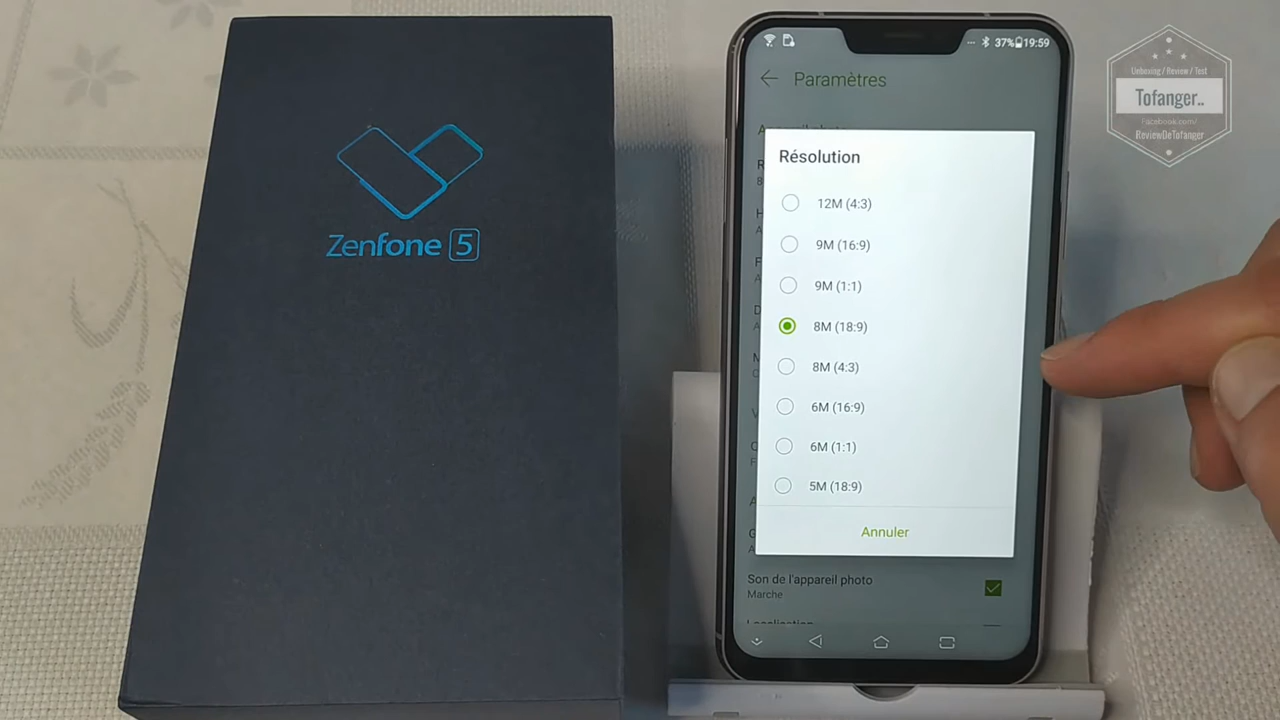 Zenfone 5
37% 19:59
Paramètres
Résolution
12M (4:3)
9M (16:9)
9M (1:1)
8M (18:9)
8M (4:3)
6M (16:9)
6M (1:1)
5M (18:9)
Annuler
Son de l'appareil photo
Marche
Unboxing / Review / Test
Tofanger..
Facebook.com/
ReviewDeTofanger